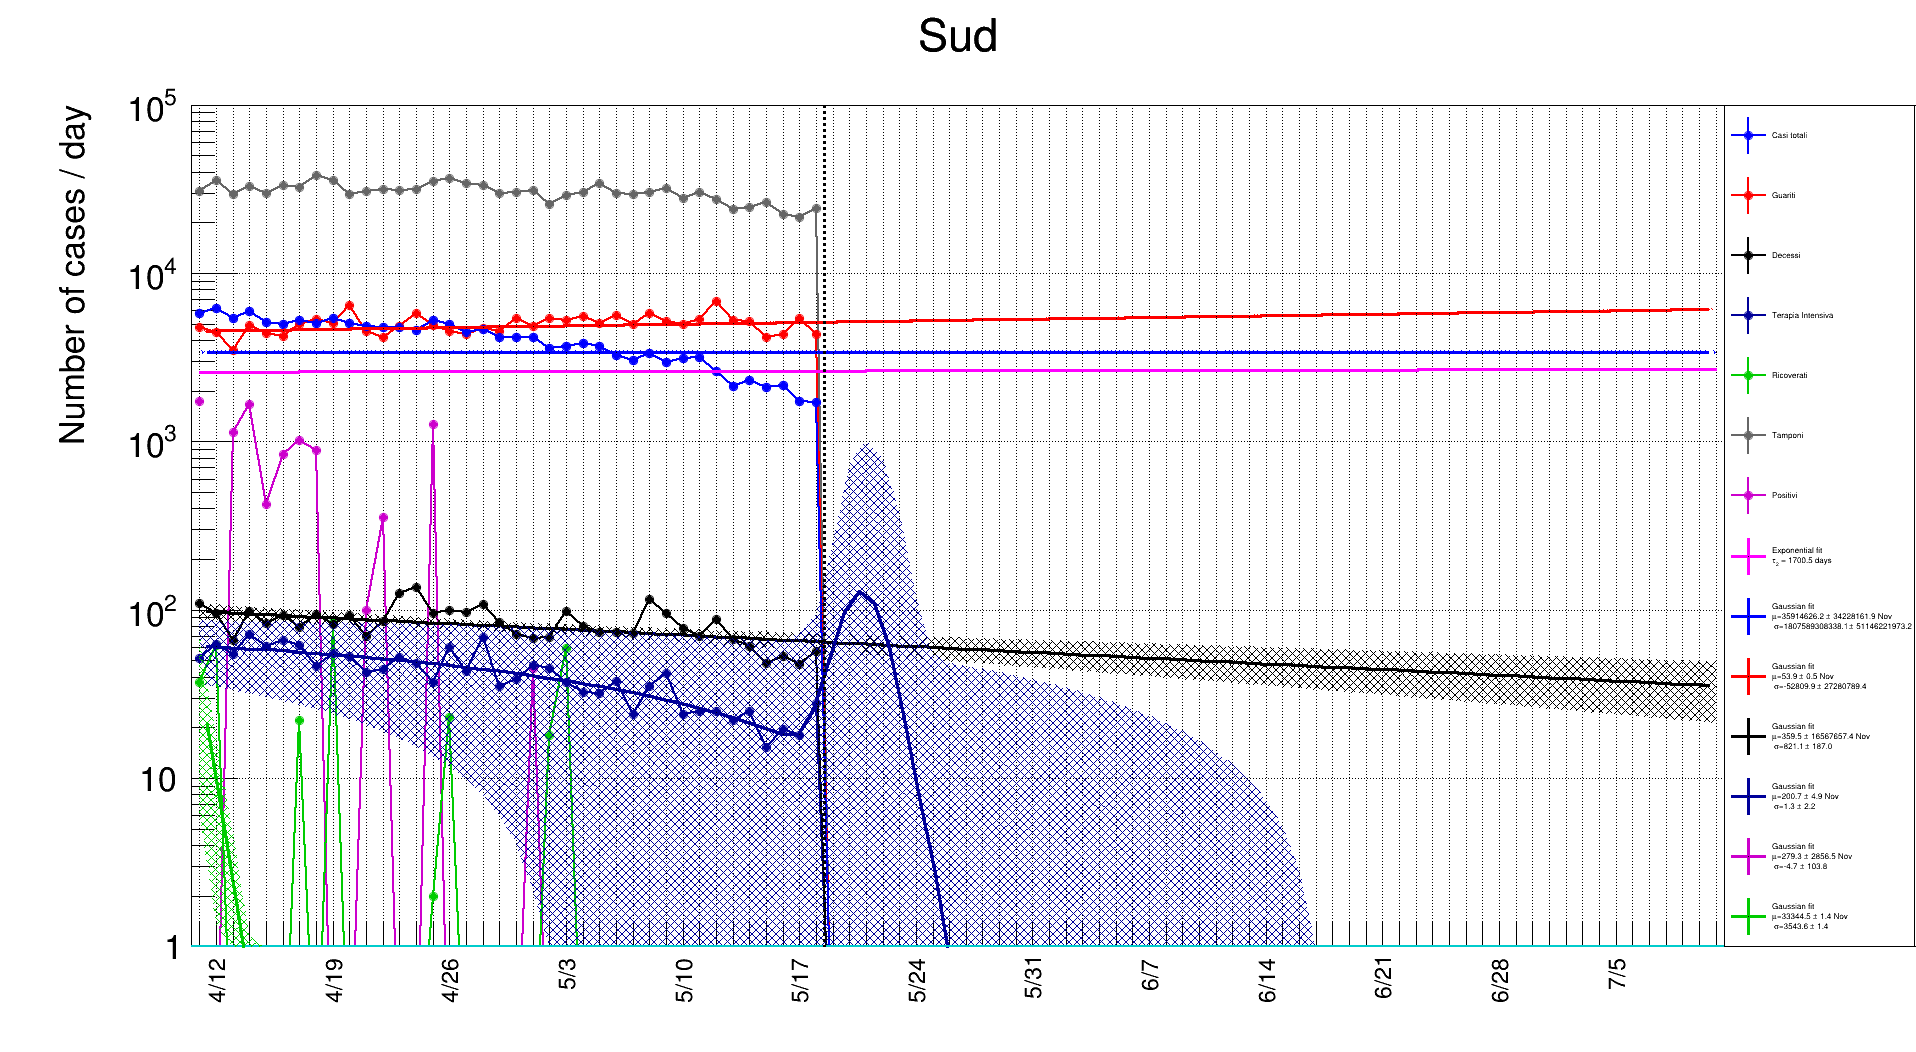 Sud
Number of cases / day
10^5
10^4
10^3
10^2
10
1
4/12
4/19
4/26
5/3
5/10
5/17
5/24
5/31
6/7
6/14
6/21
6/28
7/5
Casi totali
Guariti
Decessi
Terapia Intensiva
Ricoverati
Tamponi
Positivi
Exponential fit
τ₂ = 1700.5 days
Gaussian fit
μ=35914626.2 ± 34228161.9 Nov
σ=1807589308338.1± 51146221973.2
Gaussian fit
μ=53.9 ± 0.5 Nov
σ=-52809.9 ± 27280789.4
Gaussian fit
μ=359.5 ± 16567657.4 Nov
σ=821.1 ± 187.0
Gaussian fit
μ=200.7 ± 4.9 Nov
σ=1.3 ± 2.2
Gaussian fit
μ=279.3 ± 2856.5 Nov
σ=-4.7 ± 103.8
Gaussian fit
μ=33344.5 ± 1.4 Nov
σ=3543.6 ± 1.4